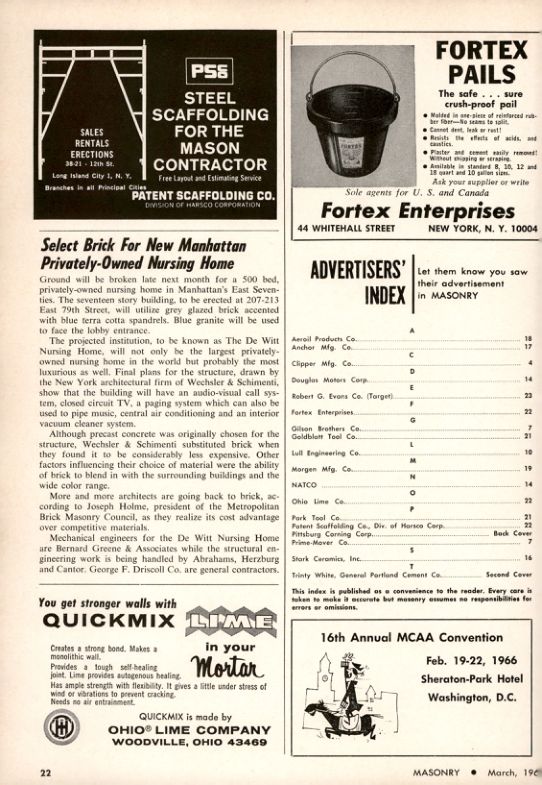 PSCo
STEEL
SCAFFOLDING
FOR THE
MASON
CONTRACTOR
Free Layout and Estimating Service
SALES
RENTALS
ERECTIONS
38-21 - 12th St.
Long Island City 1, N. Y.
Branches in all Principal Cities
PATENT SCAFFOLDING CO.
DIVISION OF HARSCO CORPORATION
Select Brick For New Manhattan
Privately-Owned Nursing Home
Ground will be broken late next month for a 500 bed,
privately-owned nursing home in Manhattan's East Seven-
ties. The seventeen story building, to be erected at 207-213
East 79th Street, will utilize grey glazed brick accented
with blue terra cotta spandrels. Blue granite will be used
to face the lobby entrance.
The projected institution, to be known as The De Witt
Nursing Home, will not only be the largest privately-
owned nursing home in the world but probably the most
luxurious as well. Final plans for the structure, drawn by
the New York architectural firm of Wechsler & Schimenti,
show that the building will have an audio-visual call sys-
tem, closed circuit TV, a paging system which can also be
used to pipe music, central air conditioning and an interior
vacuum cleaner system.
Although precast concrete was originally chosen for the
structure, Wechsler & Schimenti substituted brick when
they found it to be considerably less expensive. Other
factors influencing their choice of material were the ability
of brick to blend in with the surrounding buildings and the
wide color range.
More and more architects are going back to brick, ac-
cording to Joseph Holme, president of the Metropolitan
Brick Masonry Council, as they realize its cost advantage
over competitive materials.
Mechanical engineers for the De Witt Nursing Home
are Bernard Greene & Associates while the structural en-
gineering work is being handled by Abrahams, Herzburg
and Cantor. George F. Driscoll Co. are general contractors.
You get stronger walls with
QUICKMIX LIME
in your
Mortar
Creates a strong bond. Makes a
monolithic wall.
Provides a tough self-healing
joint. Lime provides autogenous healing.
Has ample strength with flexibility. It gives a little under stress of
wind or vibrations to prevent cracking.
Needs no air entrainment.
QUICKMIX is made by
OHIO® LIME COMPANY
WOODVILLE, OHIO 43469
FORTEX
PAILS
The safe . . . sure
crush-proof pail
● Molded in one-piece of reinforced rub-
ber fiber—No seams to split.
● Cannot dent, leak or rust!
● Resists the effects of acids, and
caustics.
● Plaster and cement easily removed!
Without chipping or scraping.
● Available in standard 8, 10, 12 and
18 quart and 10 gallon sizes.
Ask your supplier or write
Sole agents for U. S. and Canada
Fortex Enterprises
44 WHITEHALL STREET NEW YORK, N. Y. 10004
ADVERTISERS'
INDEX
Let them know you saw
their advertisement
in MASONRY
A
Aeroil Products Co. 18
Anchor Mfg. Co. 17
C
Clipper Mfg. Co. 4
D
Douglas Motors Corp. 14
E
Robert G. Evans Co. (Target) 23
F
Fortex Enterprises 22
G
Gilson Brothers Co. 7
Goldblatt Tool Co. 21
L
Lull Engineering Co. 10
M
Morgen Mfg. Co. 19
N
NATCO 14
O
Ohio Lime Co. 22
P
Park Tool Co. 21
Patent Scaffolding Co., Div. of Harsco Corp. 22
Pittsburg Corning Corp. Back Cover
Prime-Mover Co. 7
S
Stark Ceramics, Inc. 16
T
Trinty White, General Portland Cement Co. Second Cover
This index is published as a convenience to the reader. Every care is
taken to make it accurate but masonry assumes no responsibilities for
errors or omissions.
16th Annual MCAA Convention
Feb. 19-22, 1966
Sheraton-Park Hotel
Washington, D.C.
22
MASONRY ● March, 196